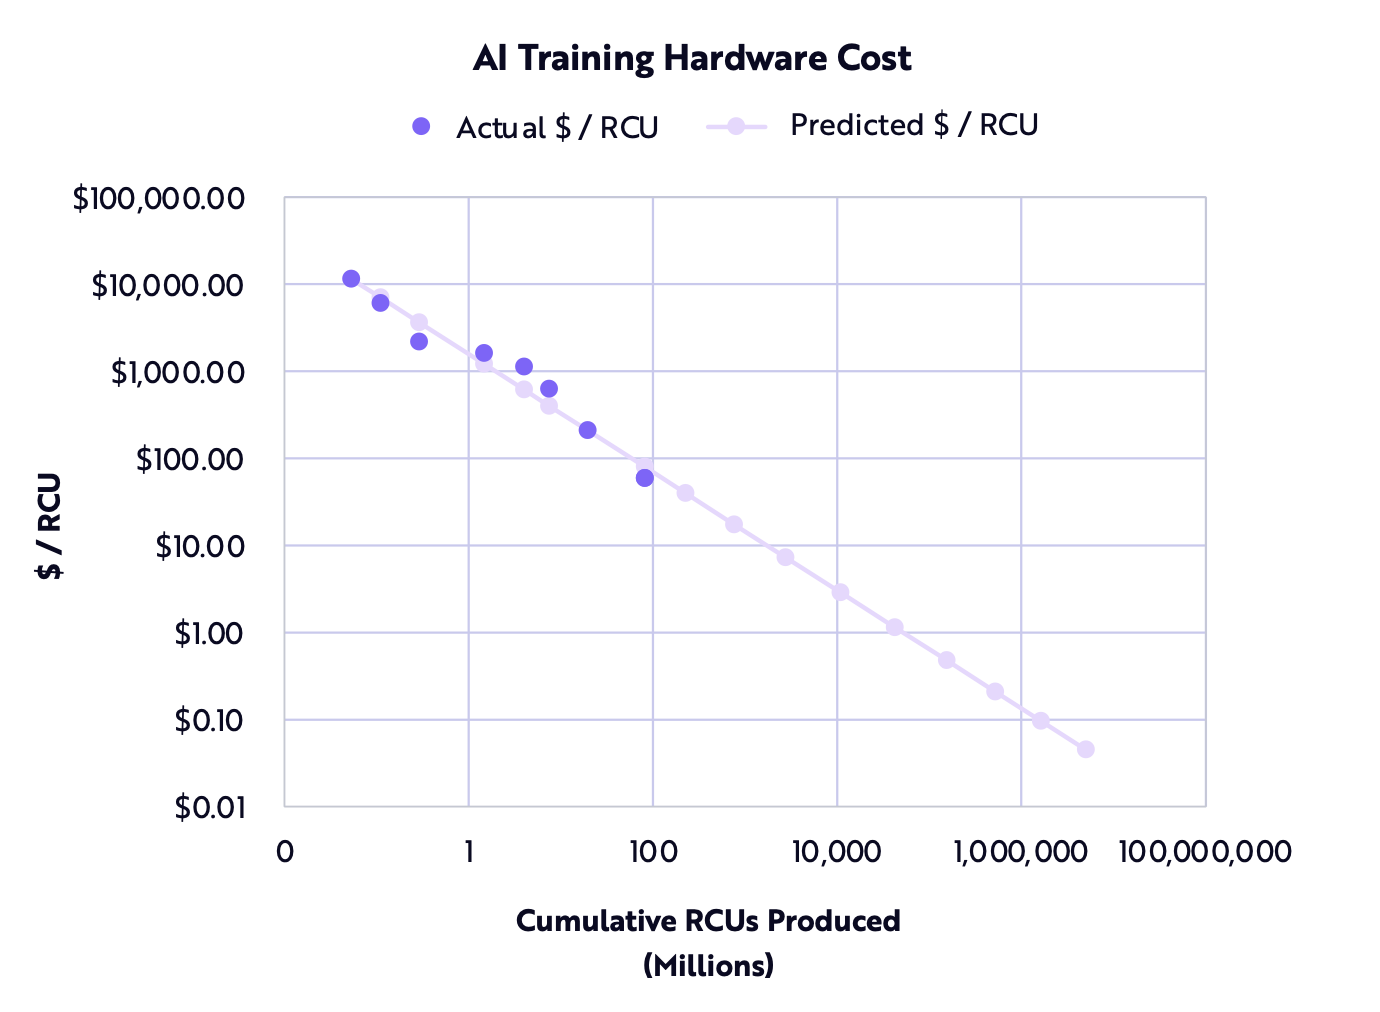 AI Training Hardware Cost
Actual $ / RCU
Predicted $ / RCU
$100,000.00
$10,000.00
$1,000.00
$100.00
$10.00
$1.00
$0.10
$0.01
$ / RCU
0
1
100
10,000
1,000,000
100,000,000
Cumulative RCUs Produced
(Millions)